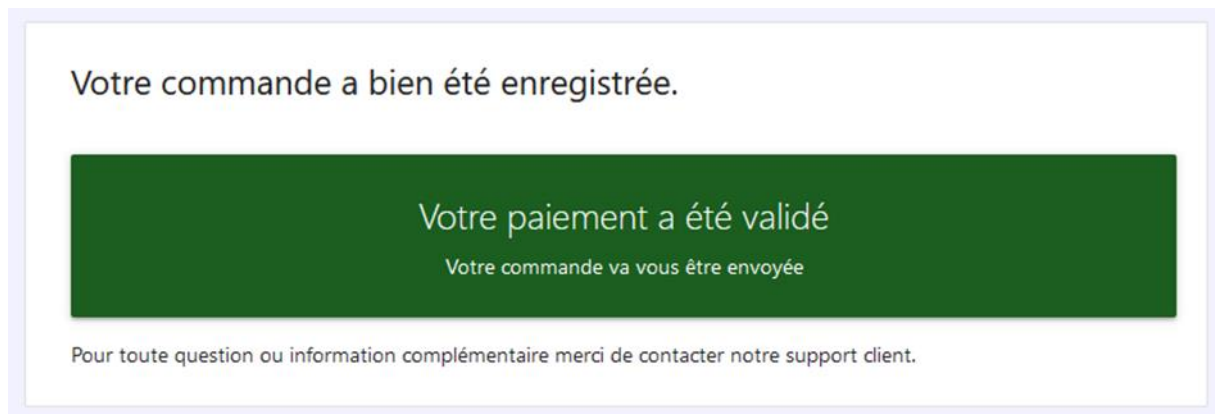 Votre commande a bien été enregistrée.
Votre paiement a été validé
Votre commande va vous être envoyée
Pour toute question ou information complémentaire merci de contacter notre support client.